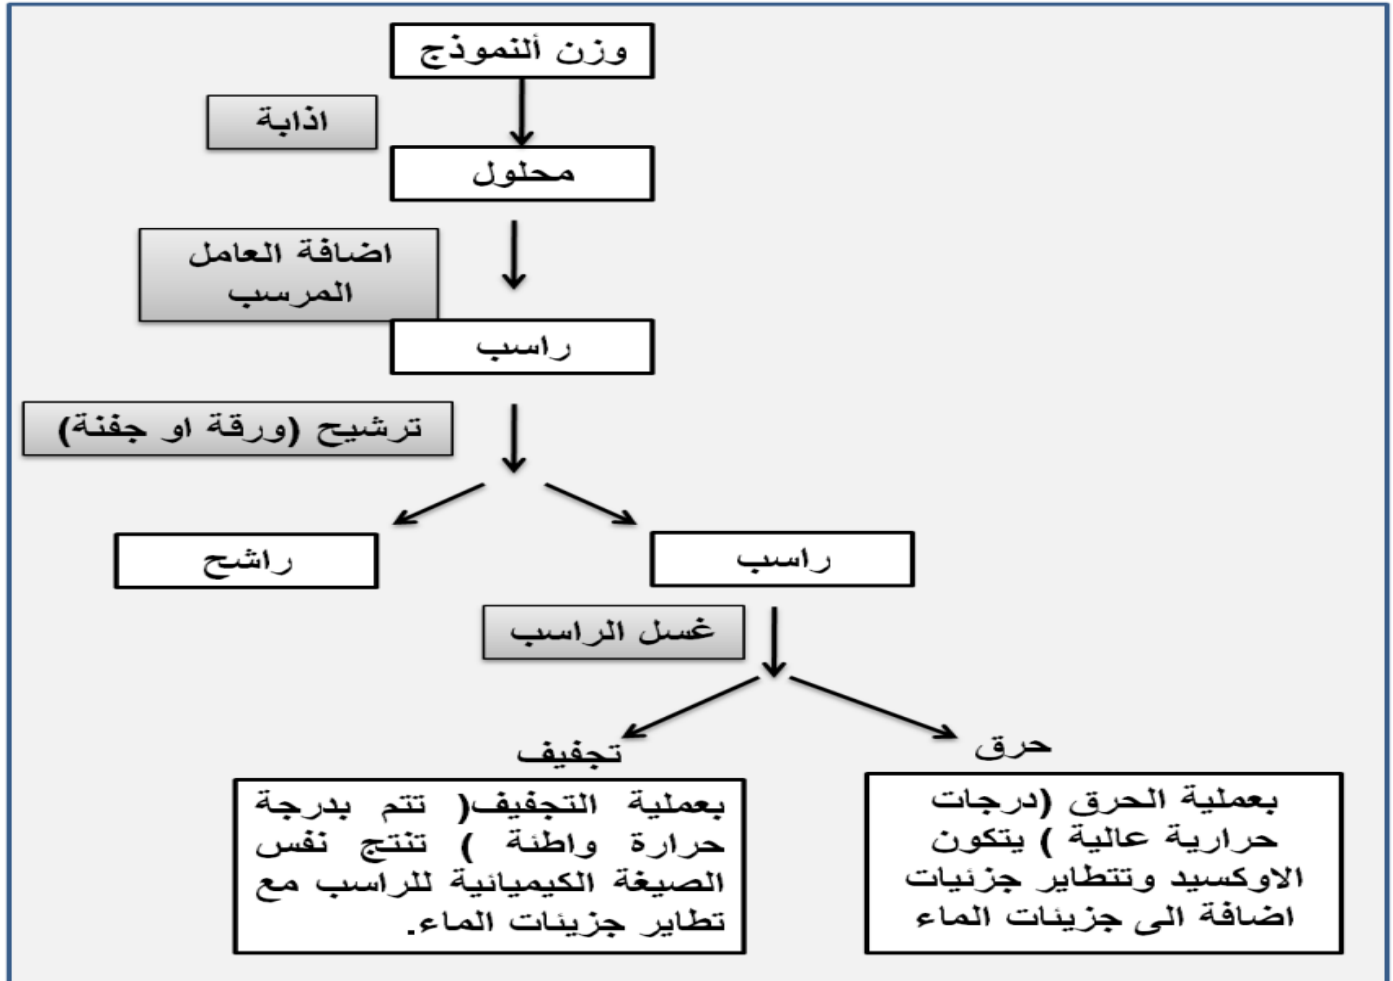 وزن ألنموذج
اذابة
محلول
اضافة العامل
المرسب
راسب
ترشيح (ورقة او جفنة)
راسب
راشح
غسل الراسب
حرق
تجفيف
بعملية الحرق (درجات
حرارية عالية ) يتكون
الاوكسيد وتتطاير جزئيات
اضافة الى جزيئات الماء
بعملية التجفيف( تتم بدرجة
حرارة واطئة ) تنتج نفس
الصيغة الكيميائية للراسب مع
تطاير جزيئات الماء.